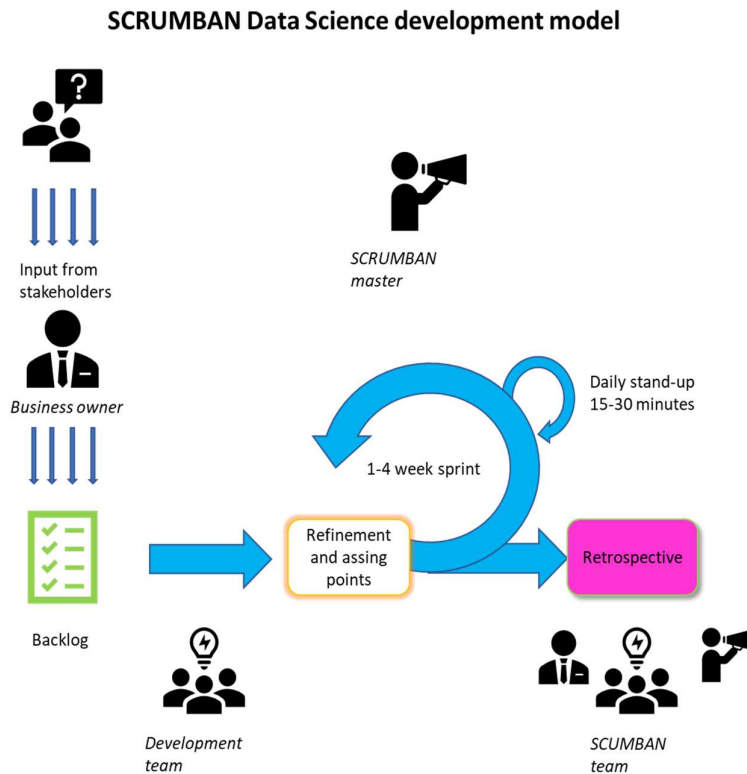 SCRUMBAN Data Science development model
?
SCRUMBAN
master
Input from
stakeholders
Business owner
Daily stand-up
15-30 minutes
1-4 week sprint
Refinement
and assing
points
Retrospective
Backlog
Development
team
SCUMBAN
team